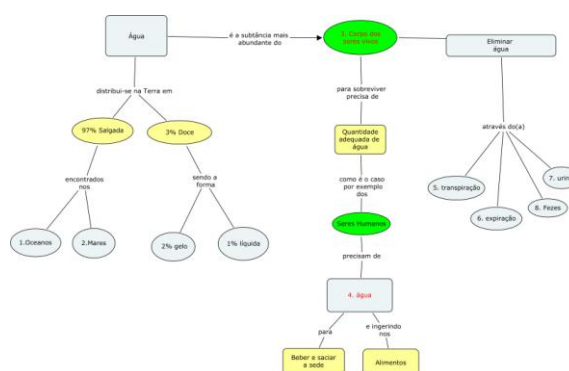 Água
é a subtância mais
abundante do
3. Corpo dos
seres vivos
Eliminar
água
distribui-se na Terra em
para sobreviver
precisa de
97% Salgada
3% Doce
Quantidade
adequada de
água
através do(a)
encontrados
nos
sendo a
forma
como é o caso
por exemplo
dos
5. transpiração
6. expiração
8. Fezes
7. urin
1.Oceanos
2.Mares
2% gelo
1% líquida
Seres Humanos
precisam de
4. água
para
e ingerindo
nos
Beber e saciar
a sede
Alimentos